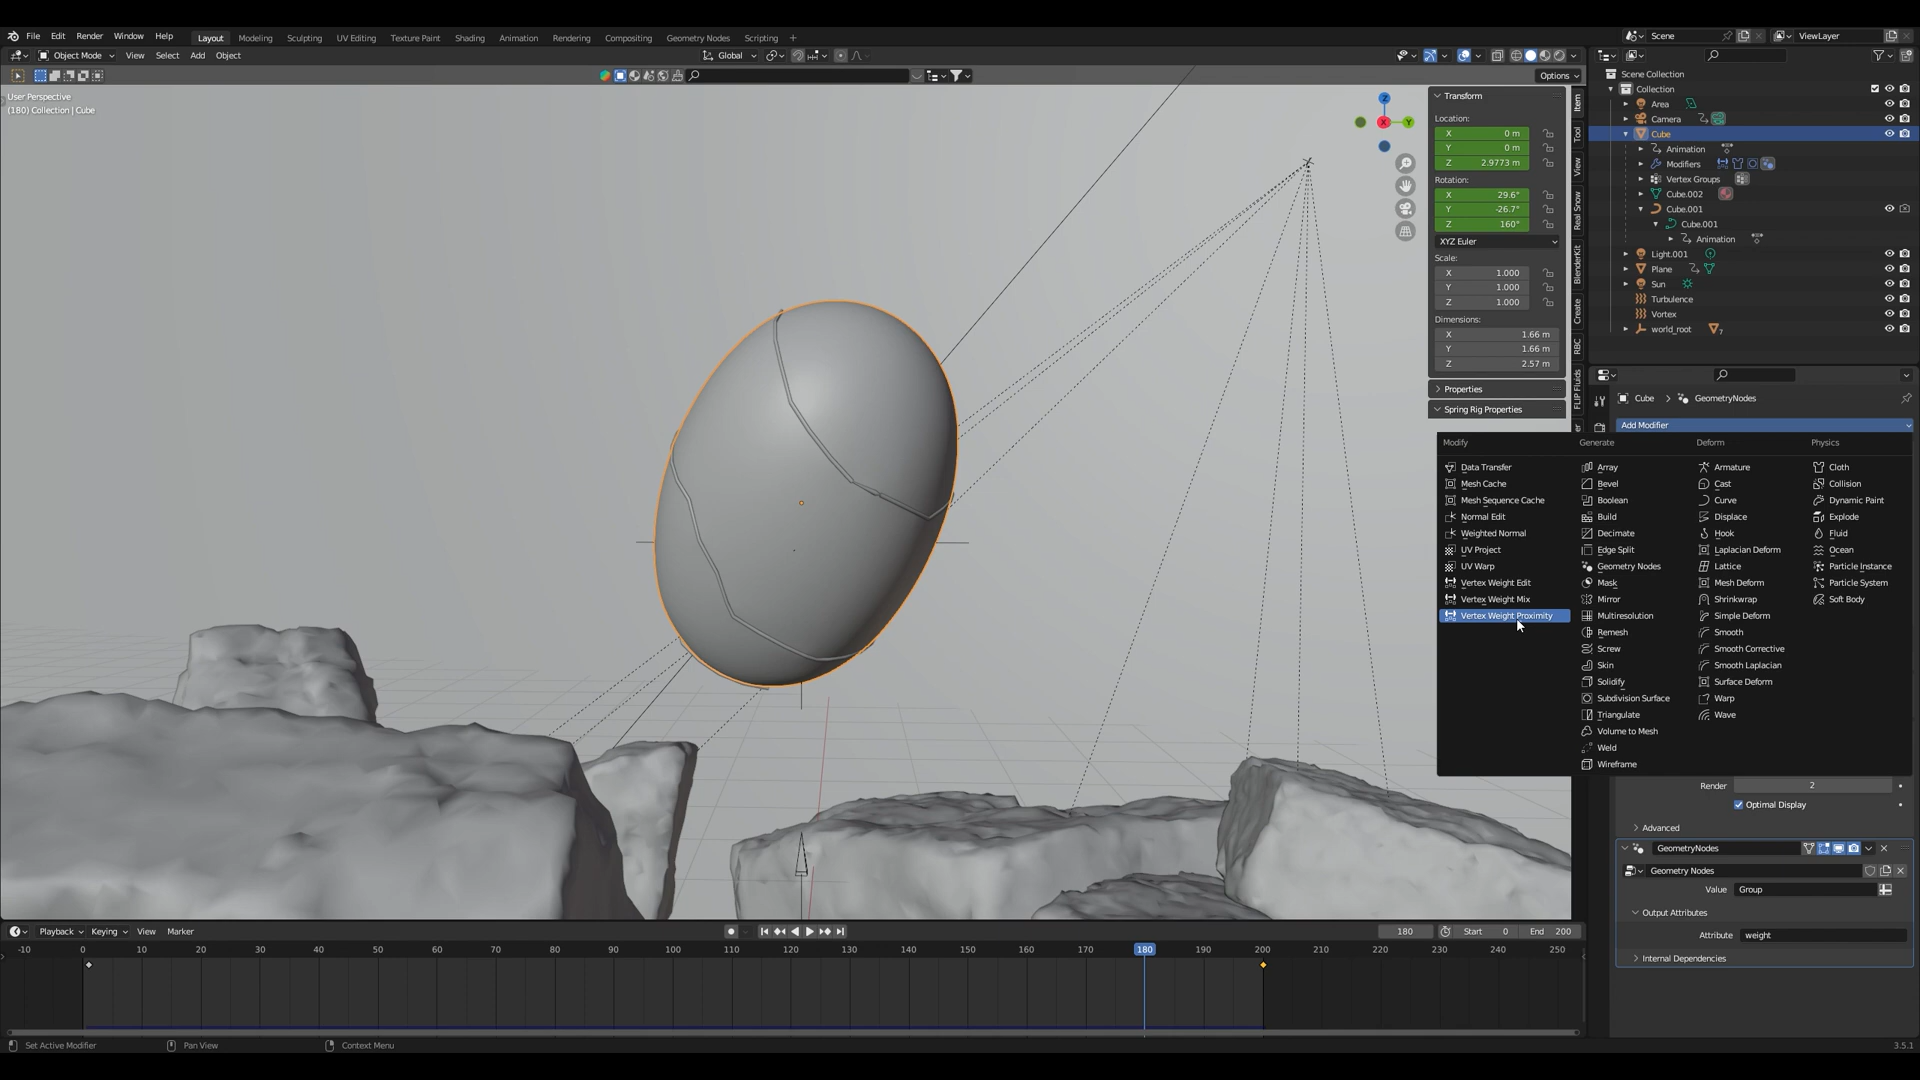 File Edit Render Window Help Layout Modeling Sculpting UV Editing Texture Paint Shading Animation Rendering Compositing Geometry Nodes Scripting + Scene ViewLayer
Object Mode View Select Add Object Global
Options
User Perspective
(180) Collection | Cube
Transform
Location:
X 0 m
Y 0 m
Z 2.9773 m
Rotation:
X 29.6°
Y -26.7°
Z 160°
XYZ Euler
Scale:
X 1.000
Y 1.000
Z 1.000
Dimensions:
X 1.66 m
Y 1.66 m
Z 2.57 m
Properties
Spring Rig Properties
Z
X
Y
Item
Tool
View
Real Snow
BlenderKit
Create
RBC
FLIP Fluids
Scene Collection
Collection
Area
Camera
Cube
Animation
Modifiers
Vertex Groups
Cube.002
Cube.001
Cube.001
Animation
Light.001
Plane
Sun
Turbulence
Vortex
world_root 7
Cube > GeometryNodes
Add Modifier
Modify
Data Transfer
Mesh Cache
Mesh Sequence Cache
Normal Edit
Weighted Normal
UV Project
UV Warp
Vertex Weight Edit
Vertex Weight Mix
Vertex Weight Proximity
Generate
Array
Bevel
Boolean
Build
Decimate
Edge Split
Geometry Nodes
Mask
Mirror
Multiresolution
Remesh
Screw
Skin
Solidify
Subdivision Surface
Triangulate
Volume to Mesh
Weld
Wireframe
Deform
Armature
Cast
Curve
Displace
Hook
Laplacian Deform
Lattice
Mesh Deform
Shrinkwrap
Simple Deform
Smooth
Smooth Corrective
Smooth Laplacian
Surface Deform
Warp
Wave
Physics
Cloth
Collision
Dynamic Paint
Explode
Fluid
Ocean
Particle Instance
Particle System
Soft Body
Render 2
Optimal Display
Advanced
GeometryNodes
Geometry Nodes
Value Group
Output Attributes
Attribute weight
Internal Dependencies
Playback Keying View Marker 180 Start 0 End 200
-10 0 10 20 30 40 50 60 70 80 90 100 110 120 130 140 150 160 170 180 190 200 210 220 230 240 250
Set Active Modifier Pan View Context Menu 3.5.1